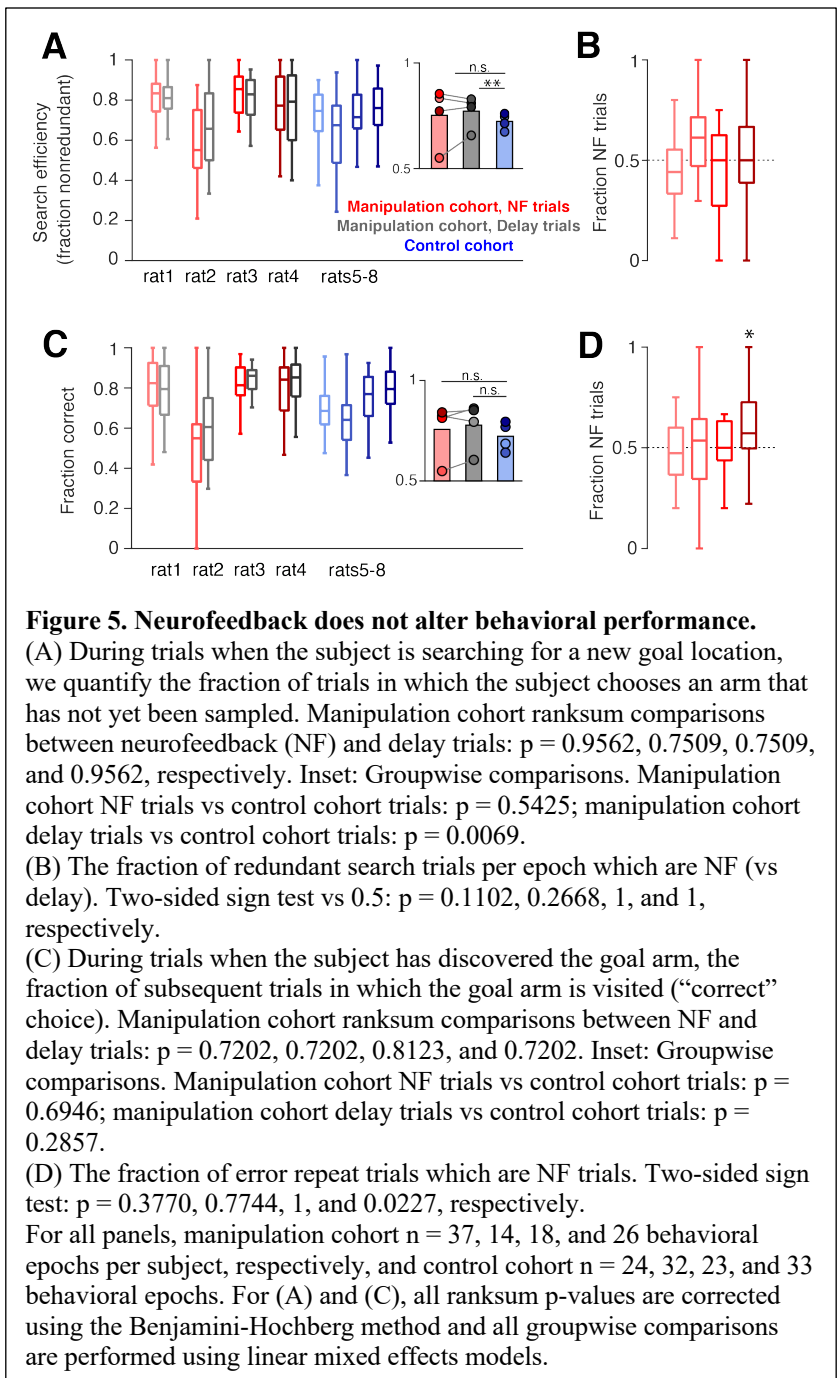 A
B
1
0.8
0.6
0.4
0.2
0
Search efficiency
(fraction nonredundant)
rat1 rat2 rat3 rat4 rats5-8
1
0.5
n.s.
**
Manipulation cohort, NF trials
Manipulation cohort, Delay trials
Control cohort
1
0.5
0
Fraction NF trials
C
D
1
0.8
0.6
0.4
0.2
0
Fraction correct
rat1 rat2 rat3 rat4 rats5-8
1
0.5
n.s.
n.s.
1
0.5
0
Fraction NF trials
*
Figure 5. Neurofeedback does not alter behavioral performance.
(A) During trials when the subject is searching for a new goal location,
we quantify the fraction of trials in which the subject chooses an arm that
has not yet been sampled. Manipulation cohort ranksum comparisons
between neurofeedback (NF) and delay trials: p = 0.9562, 0.7509, 0.7509,
and 0.9562, respectively. Inset: Groupwise comparisons. Manipulation
cohort NF trials vs control cohort trials: p = 0.5425; manipulation cohort
delay trials vs control cohort trials: p = 0.0069.
(B) The fraction of redundant search trials per epoch which are NF (vs
delay). Two-sided sign test vs 0.5: p = 0.1102, 0.2668, 1, and 1,
respectively.
(C) During trials when the subject has discovered the goal arm, the
fraction of subsequent trials in which the goal arm is visited (“correct”
choice). Manipulation cohort ranksum comparisons between NF and
delay trials: p = 0.7202, 0.7202, 0.8123, and 0.7202. Inset: Groupwise
comparisons. Manipulation cohort NF trials vs control cohort trials: p =
0.6946; manipulation cohort delay trials vs control cohort trials: p =
0.2857.
(D) The fraction of error repeat trials which are NF trials. Two-sided sign
test: p = 0.3770, 0.7744, 1, and 0.0227, respectively.
For all panels, manipulation cohort n = 37, 14, 18, and 26 behavioral
epochs per subject, respectively, and control cohort n = 24, 32, 23, and 33
behavioral epochs. For (A) and (C), all ranksum p-values are corrected
using the Benjamini-Hochberg method and all groupwise comparisons
are performed using linear mixed effects models.